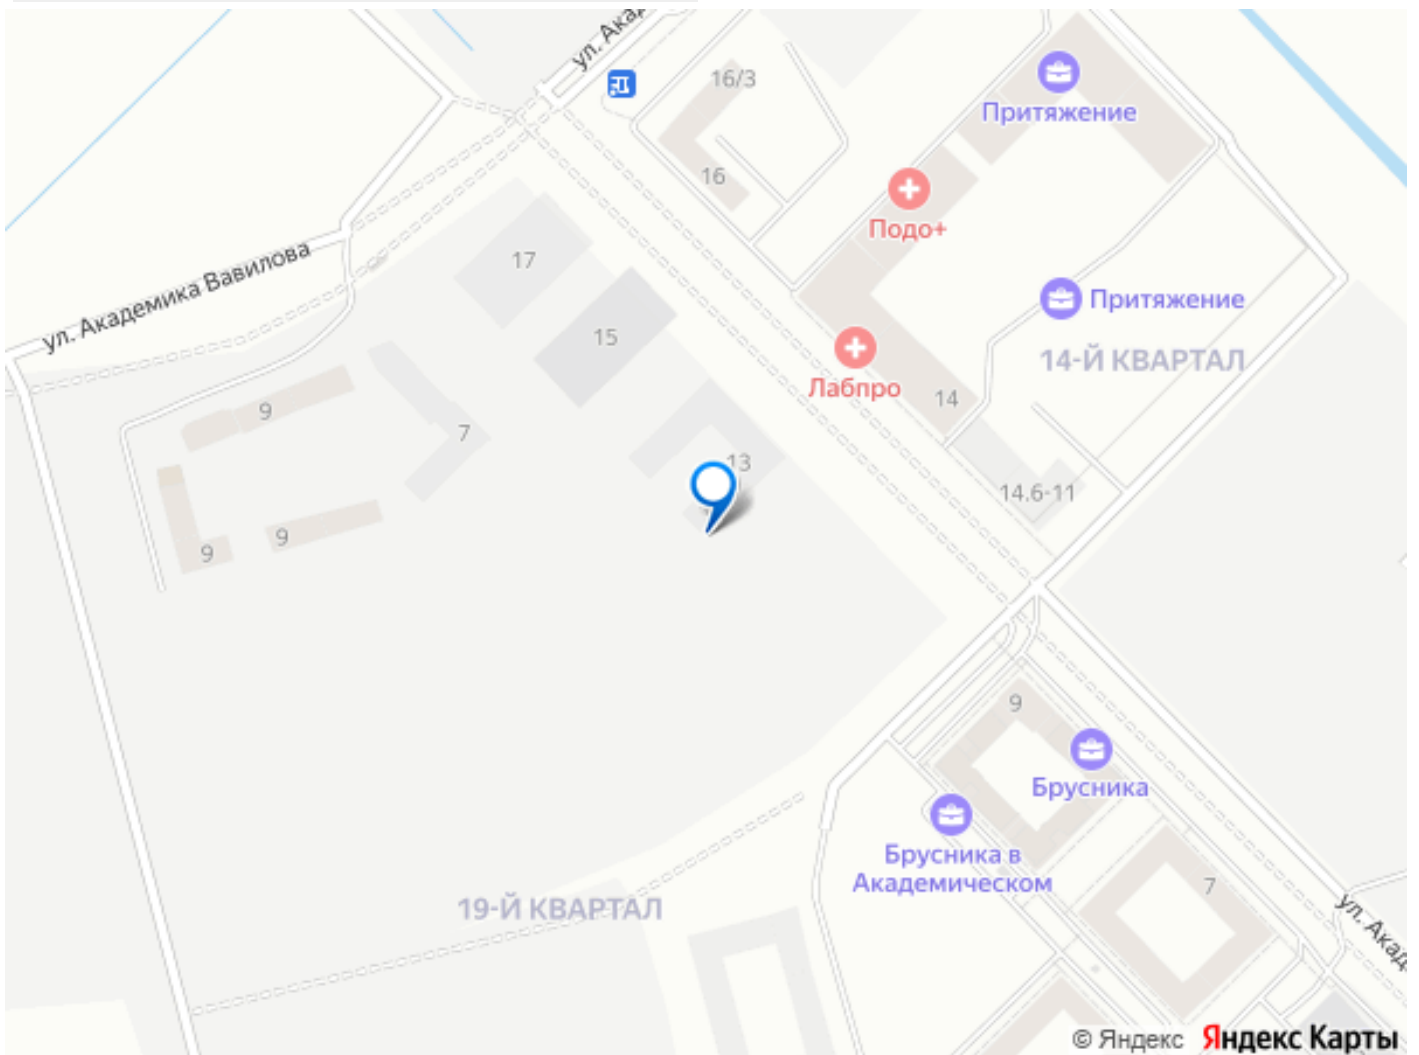 ул. Акад
16/3
Притяжение
16
Подо+
ул. Академика Вавилова
17
Притяжение
15
14-Й КВАРТАЛ
Лабпро
14
9
7
13
14.6-11
9
9
9
Брусника
Брусника в
Академическом
7
19-Й КВАРТАЛ
ул. Акад
© Яндекс Яндекс Карты